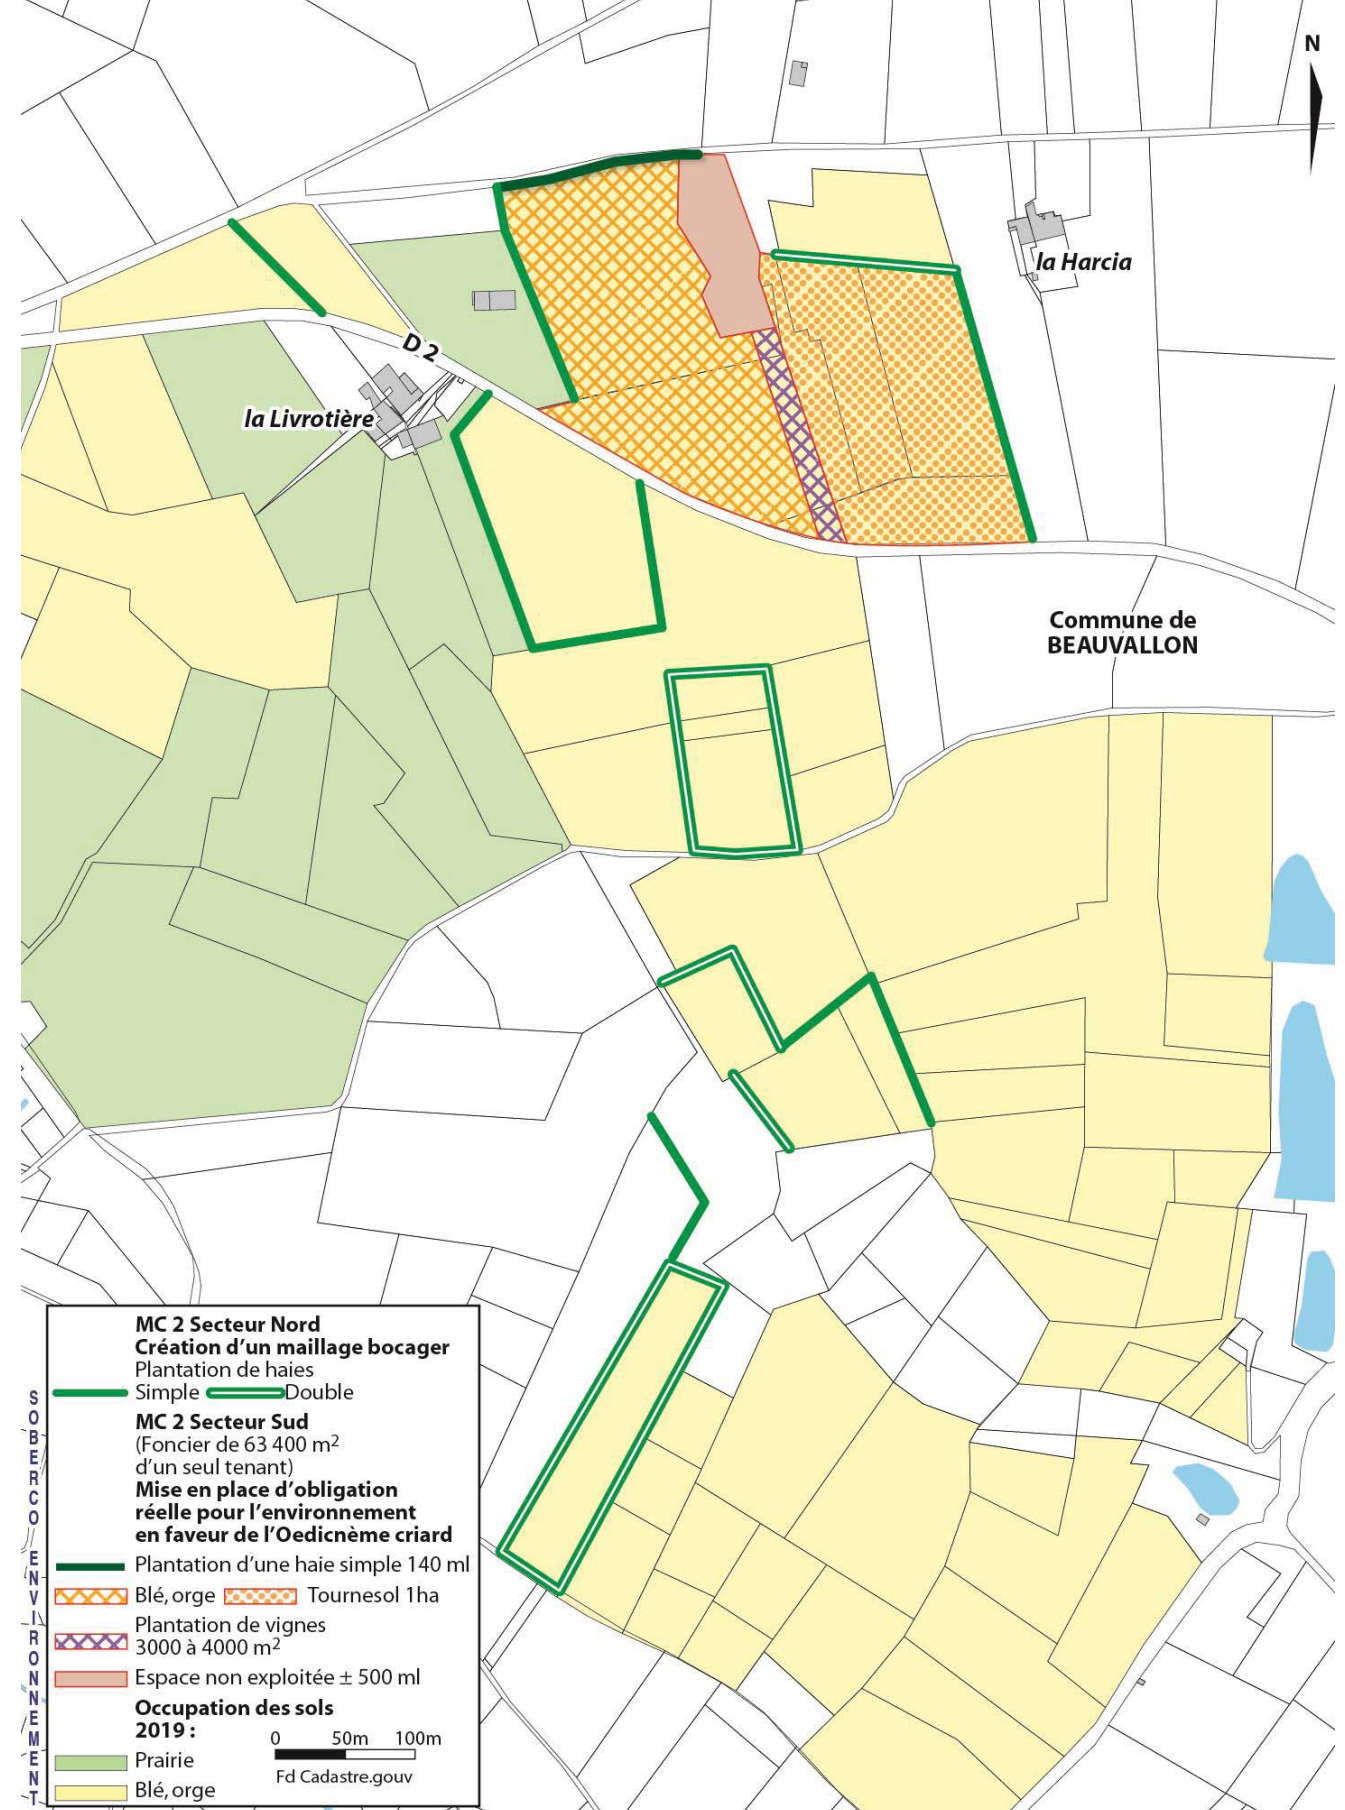 N
la Harcia
D 2
la Livrotière
Commune de
BEAUVALLON
MC 2 Secteur Nord
Création d’un maillage bocager
Plantation de haies
Simple Double
MC 2 Secteur Sud
(Foncier de 63 400 m²
d’un seul tenant)
Mise en place d’obligation
réelle pour l’environnement
en faveur de l’Oedicnème criard
Plantation d’une haie simple 140 ml
Blé, orge Tournesol 1ha
Plantation de vignes
3000 à 4000 m²
Espace non exploitée ± 500 ml
Occupation des sols
2019 :
0 50m 100m
Prairie
Fd Cadastre.gouv
Blé, orge
SOBERCO ENVIRONNEMENT